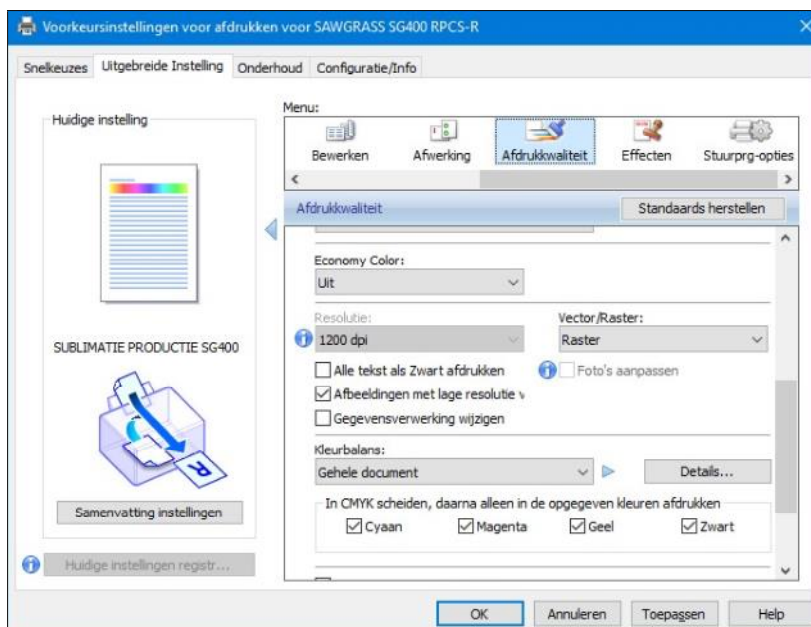 Voorkeursinstellingen voor afdrukken voor SAWGRASS SG400 RPCS-R
Snelkeuzes Uitgebreide Instelling Onderhoud Configuratie/Info
Huidige instelling
SUBLIMATIE PRODUCTIE SG400
R
Samenvatting instellingen
Huidige instellingen registr...
Menu:
Bewerken Afwerking Afdrukkwaliteit Effecten Stuurprg-opties
Afdrukkwaliteit Standaards herstellen
Economy Color:
Uit
Resolutie: Vector/Raster:
1200 dpi Raster
Alle tekst als Zwart afdrukken Foto's aanpassen
Afbeeldingen met lage resolutie v
Gegevensverwerking wijzigen
Kleurbalans:
Gehele document Details...
In CMYK scheiden, daarna alleen in de opgegeven kleuren afdrukken
Cyaan Magenta Geel Zwart
OK Annuleren Toepassen Help